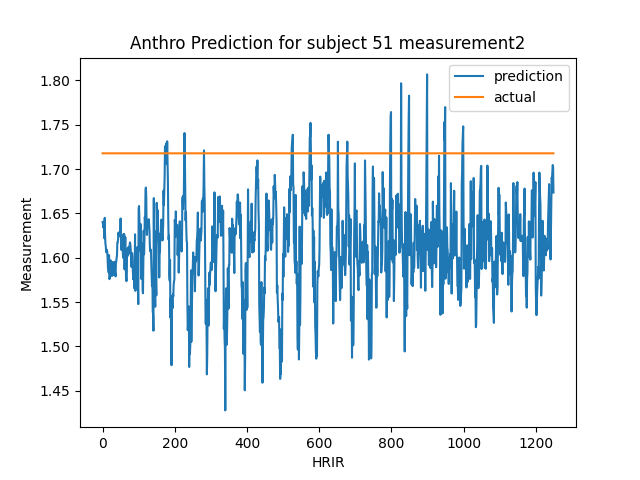 Anthro Prediction for subject 51 measurement2
prediction
actual
1.80
1.75
1.70
1.65
1.60
1.55
1.50
1.45
Measurement
0 200 400 600 800 1000 1200
HRIR